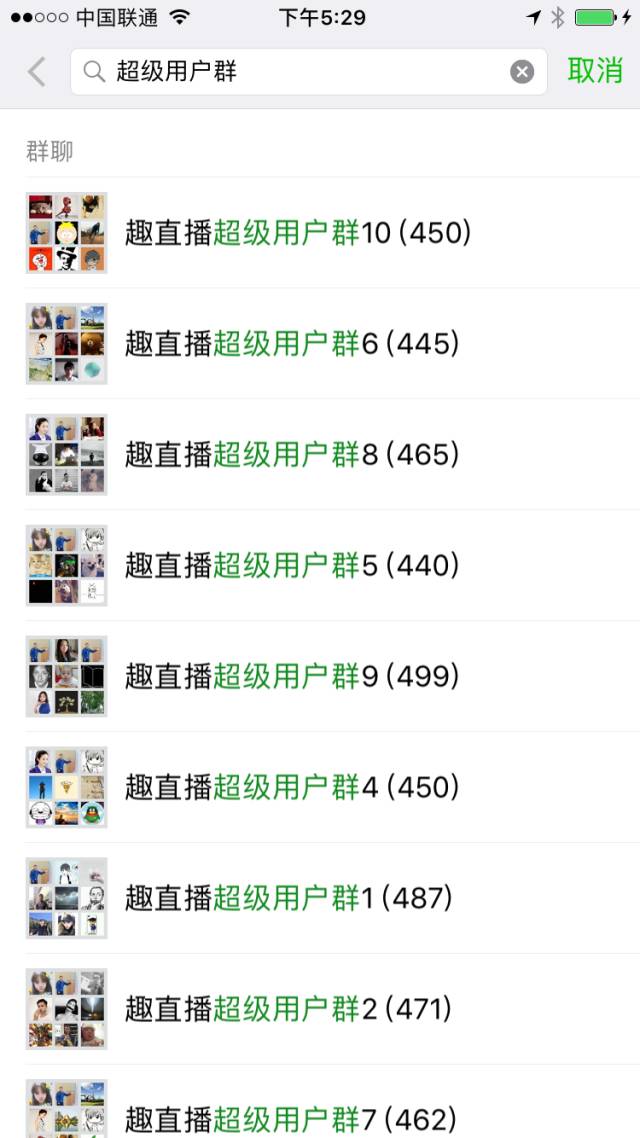 中国联通
下午5:29
超级用户群
取消
群聊
趣直播超级用户群10 (450)
趣直播超级用户群6 (445)
趣直播超级用户群8 (465)
趣直播超级用户群5 (440)
趣直播超级用户群9 (499)
趣直播超级用户群4 (450)
趣直播超级用户群1 (487)
趣直播超级用户群2 (471)
趣直播超级用户群7 (462)